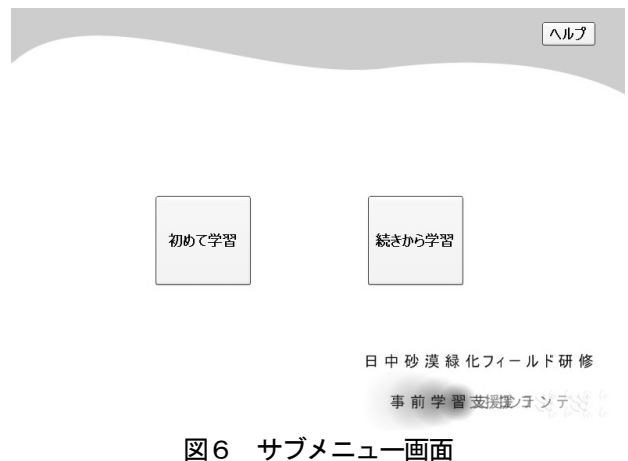 ヘルプ
初めて学習
続きから学習
日中砂漠緑化フィールド研修
事前学習支援
図6 サブメニュー画面